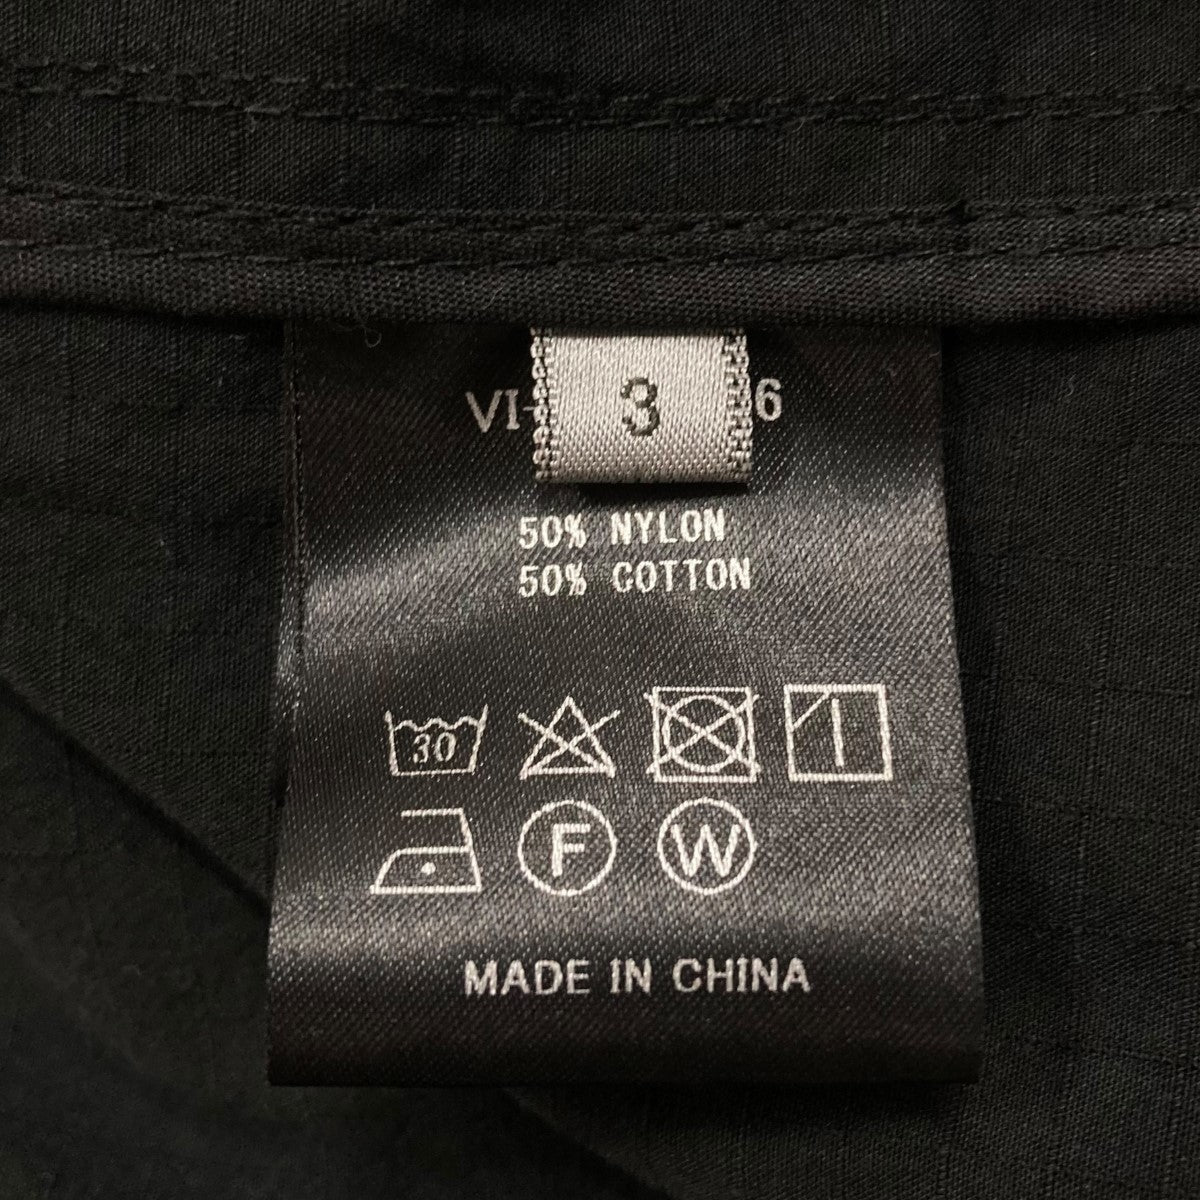 VI- 3 6
50% NYLON
50% COTTON
30
F W
MADE IN CHINA